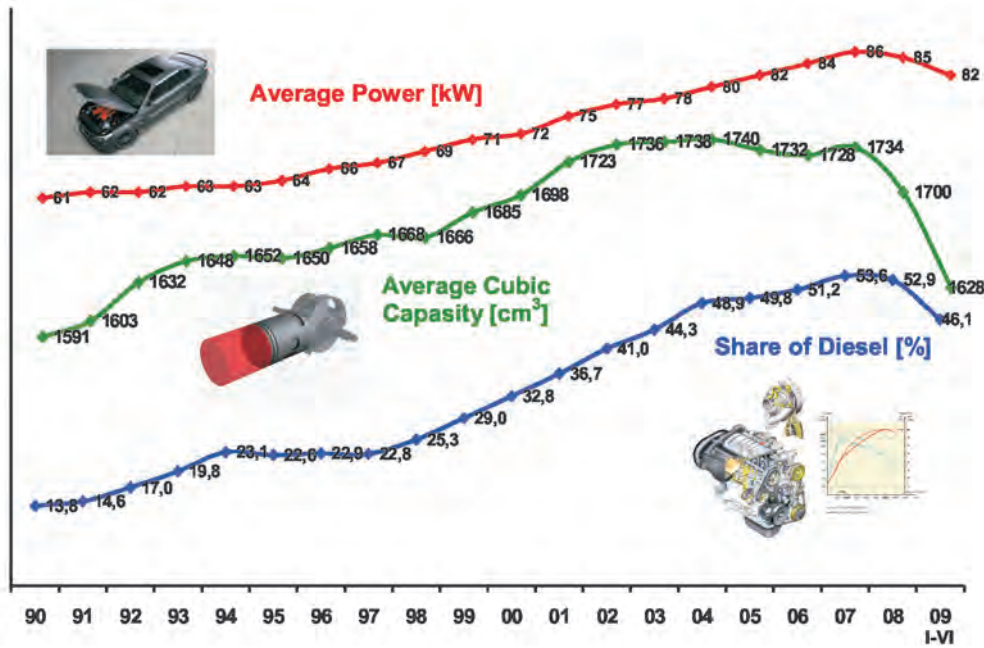 Average Power [kW]
61 62 62 63 63 64 66 67 69 71 72 75 77 78 80 82 84 86 85 82
Average Cubic
Capasity [cm³]
1591 1603 1632 1648 1652 1650 1658 1668 1666 1685 1698 1723 1736 1738 1740 1732 1728 1734 1700 1628
Share of Diesel [%]
13,8 14,6 17,0 19,8 23,1 22,6 22,9 22,8 25,3 29,0 32,8 36,7 41,0 44,3 48,9 49,8 51,2 53,6 52,9 46,1
90 91 92 93 94 95 96 97 98 99 00 01 02 03 04 05 06 07 08 09
I-VI